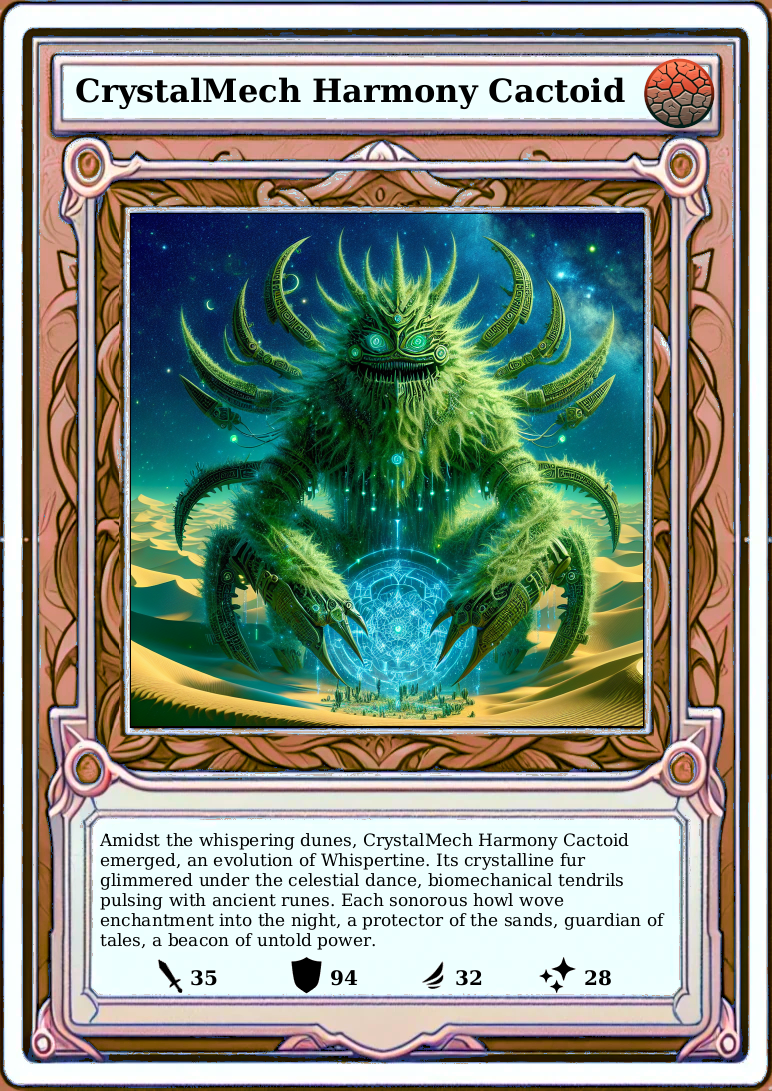 CrystalMech Harmony Cactoid
Amidst the whispering dunes, CrystalMech Harmony Cactoid
emerged, an evolution of Whispertine. Its crystalline fur
glimmered under the celestial dance, biomechanical tendrils
pulsing with ancient runes. Each sonorous howl wove
enchantment into the night, a protector of the sands, guardian of
tales, a beacon of untold power.
35 94 32 28